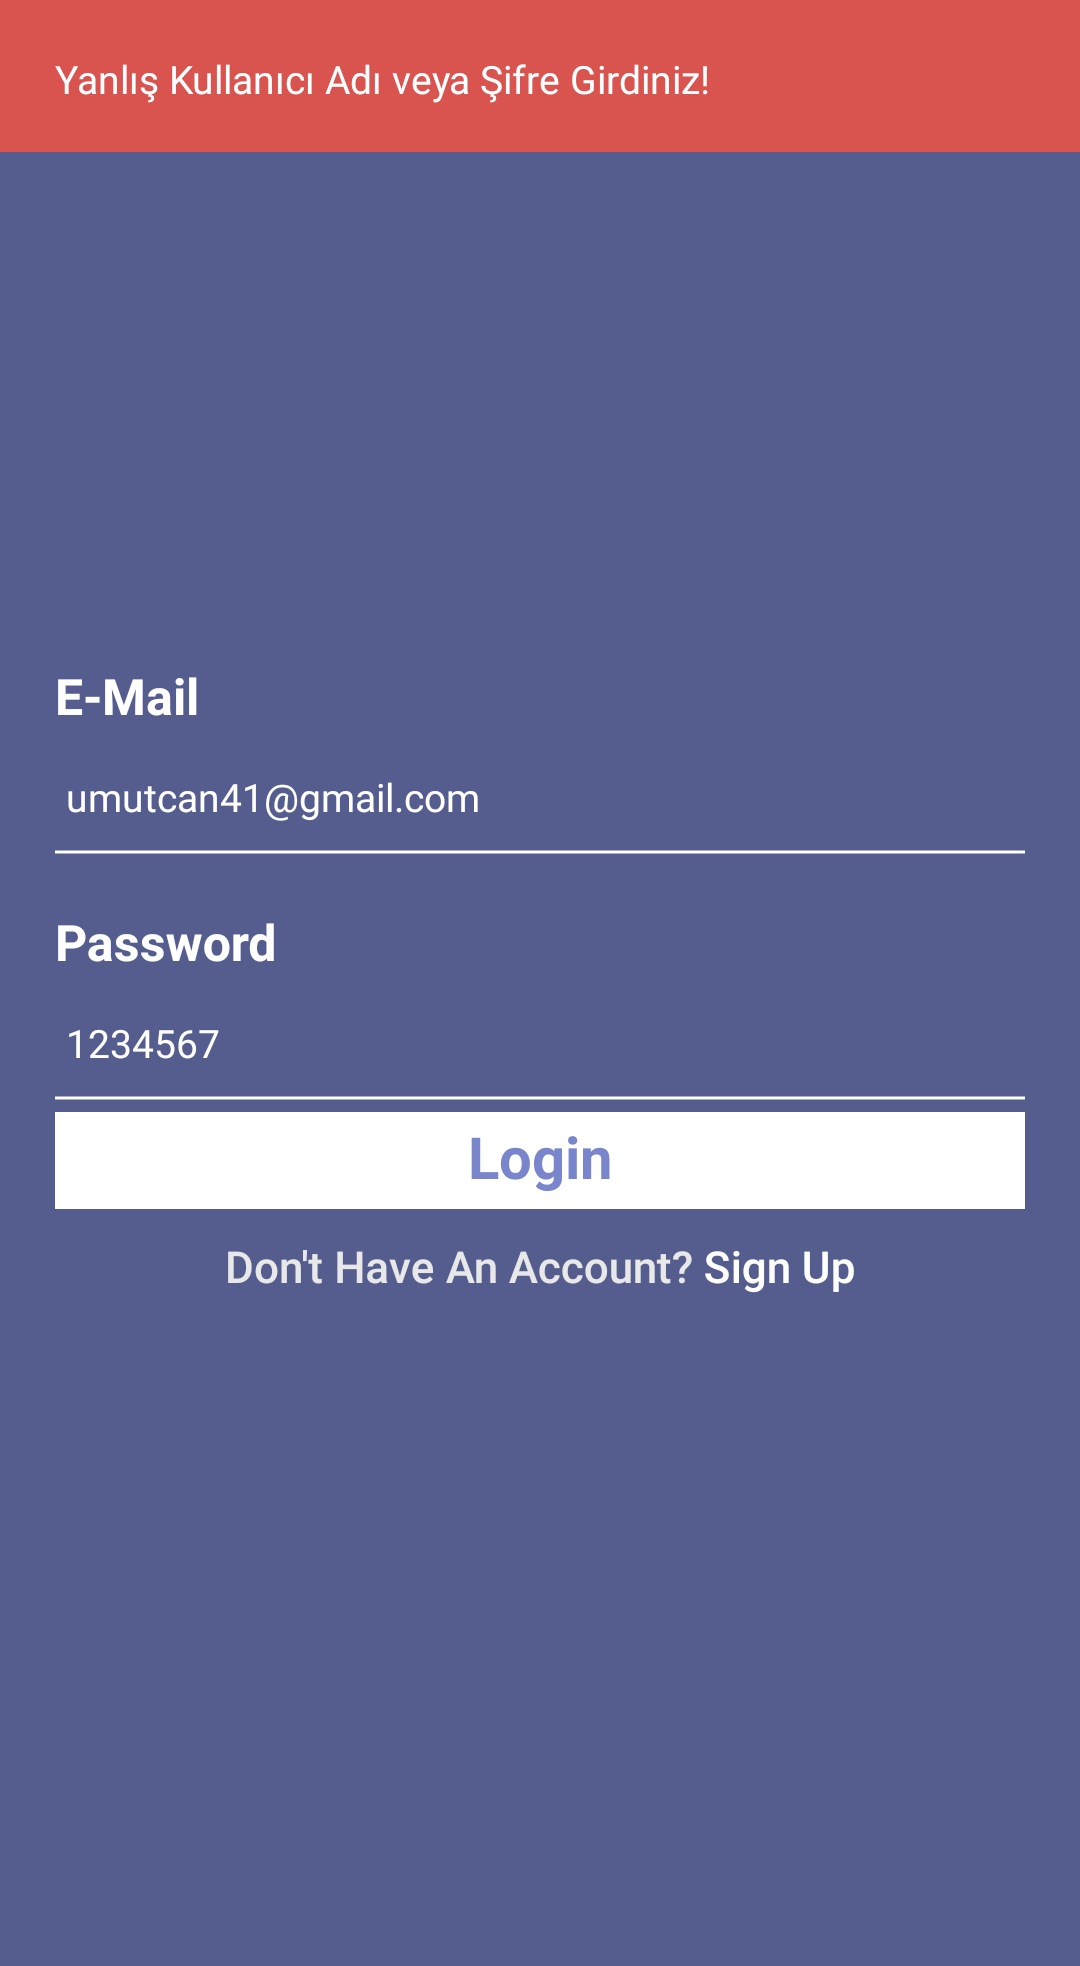 Yanlış Kullanıcı Adı veya Şifre Girdiniz!
E-Mail
umutcan41@gmail.com
Password
1234567
Login
Don't Have An Account? Sign Up